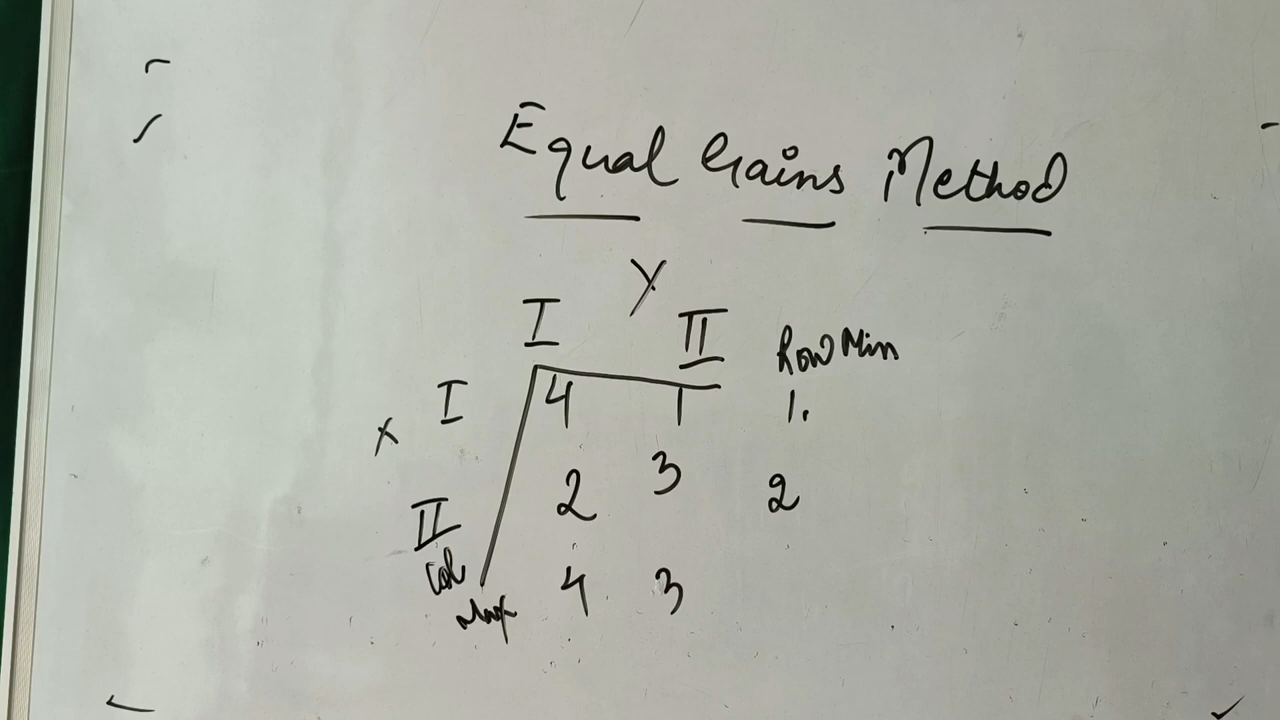 Equal Gains Method
Y
I II Row Min
X I 4 1 1.
II 2 3 2
Col Max 4 3